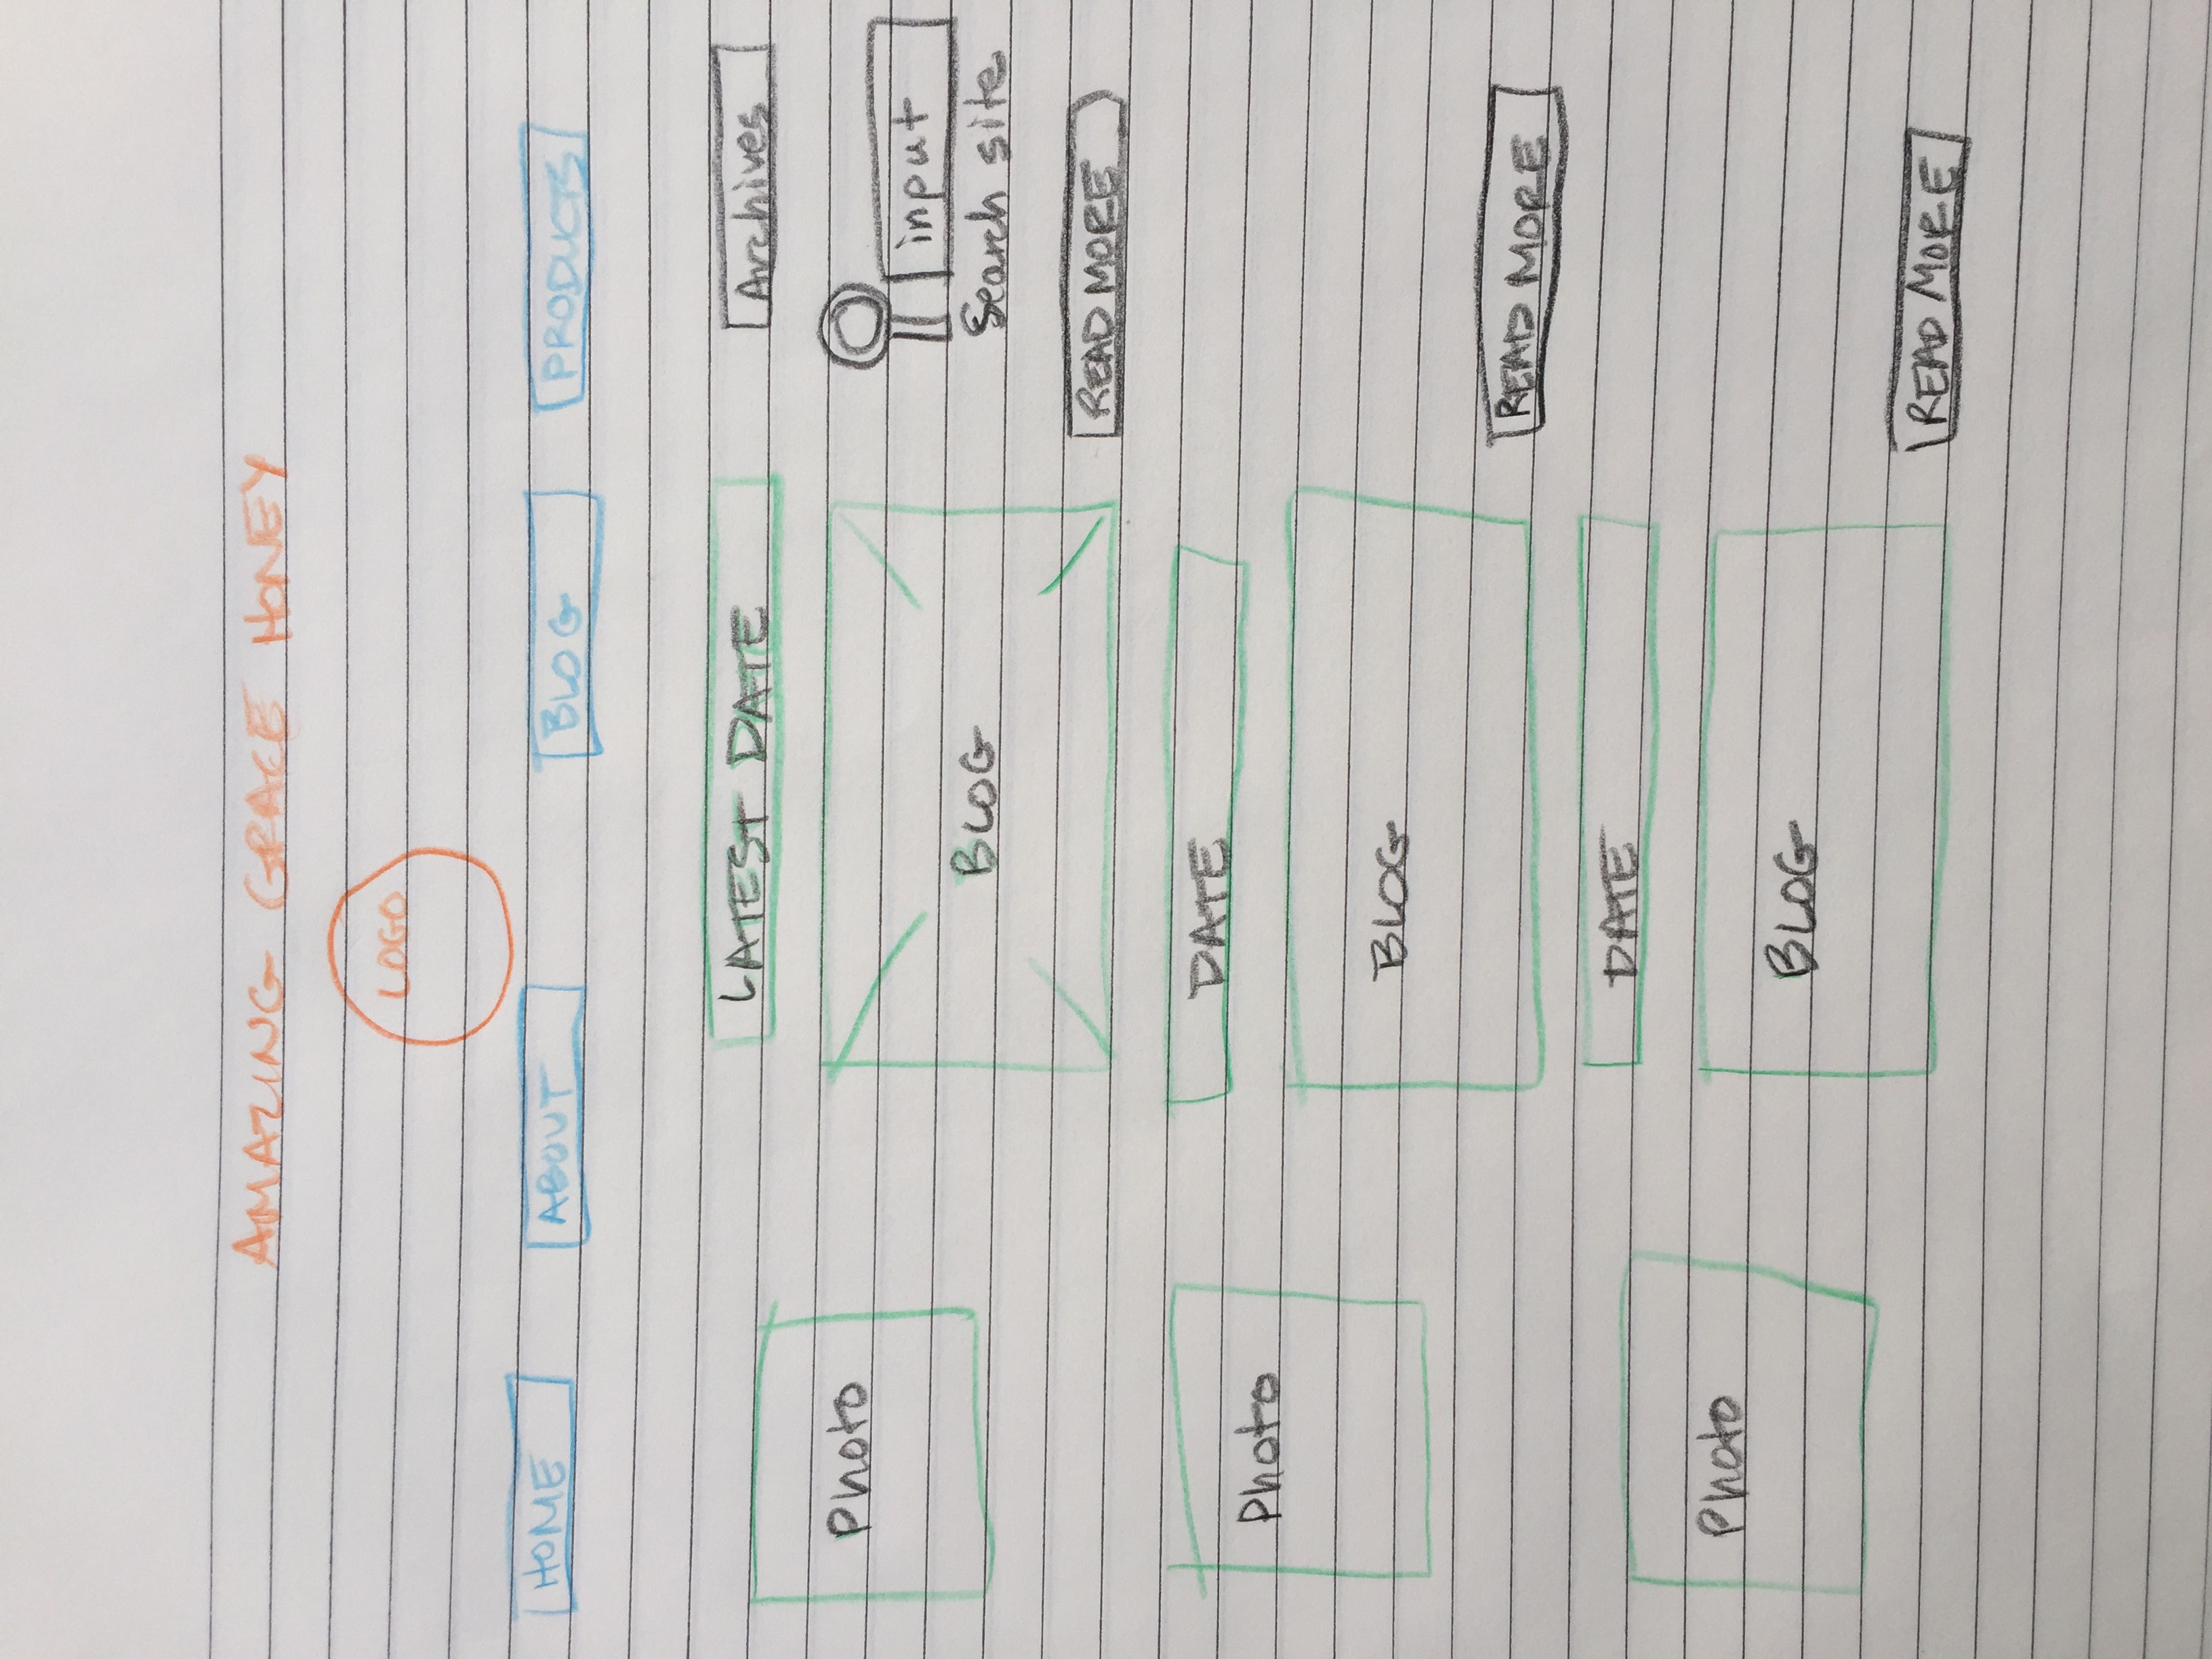 AMAZING GRACE HONEY
LOGO
HOME ABOUT BLOG PRODUCTS
LATEST DATE Archives
Photo BLOG input
Search site
READ MORE
DATE
Photo BLOG
READ MORE
DATE
Photo BLOG
READ MORE